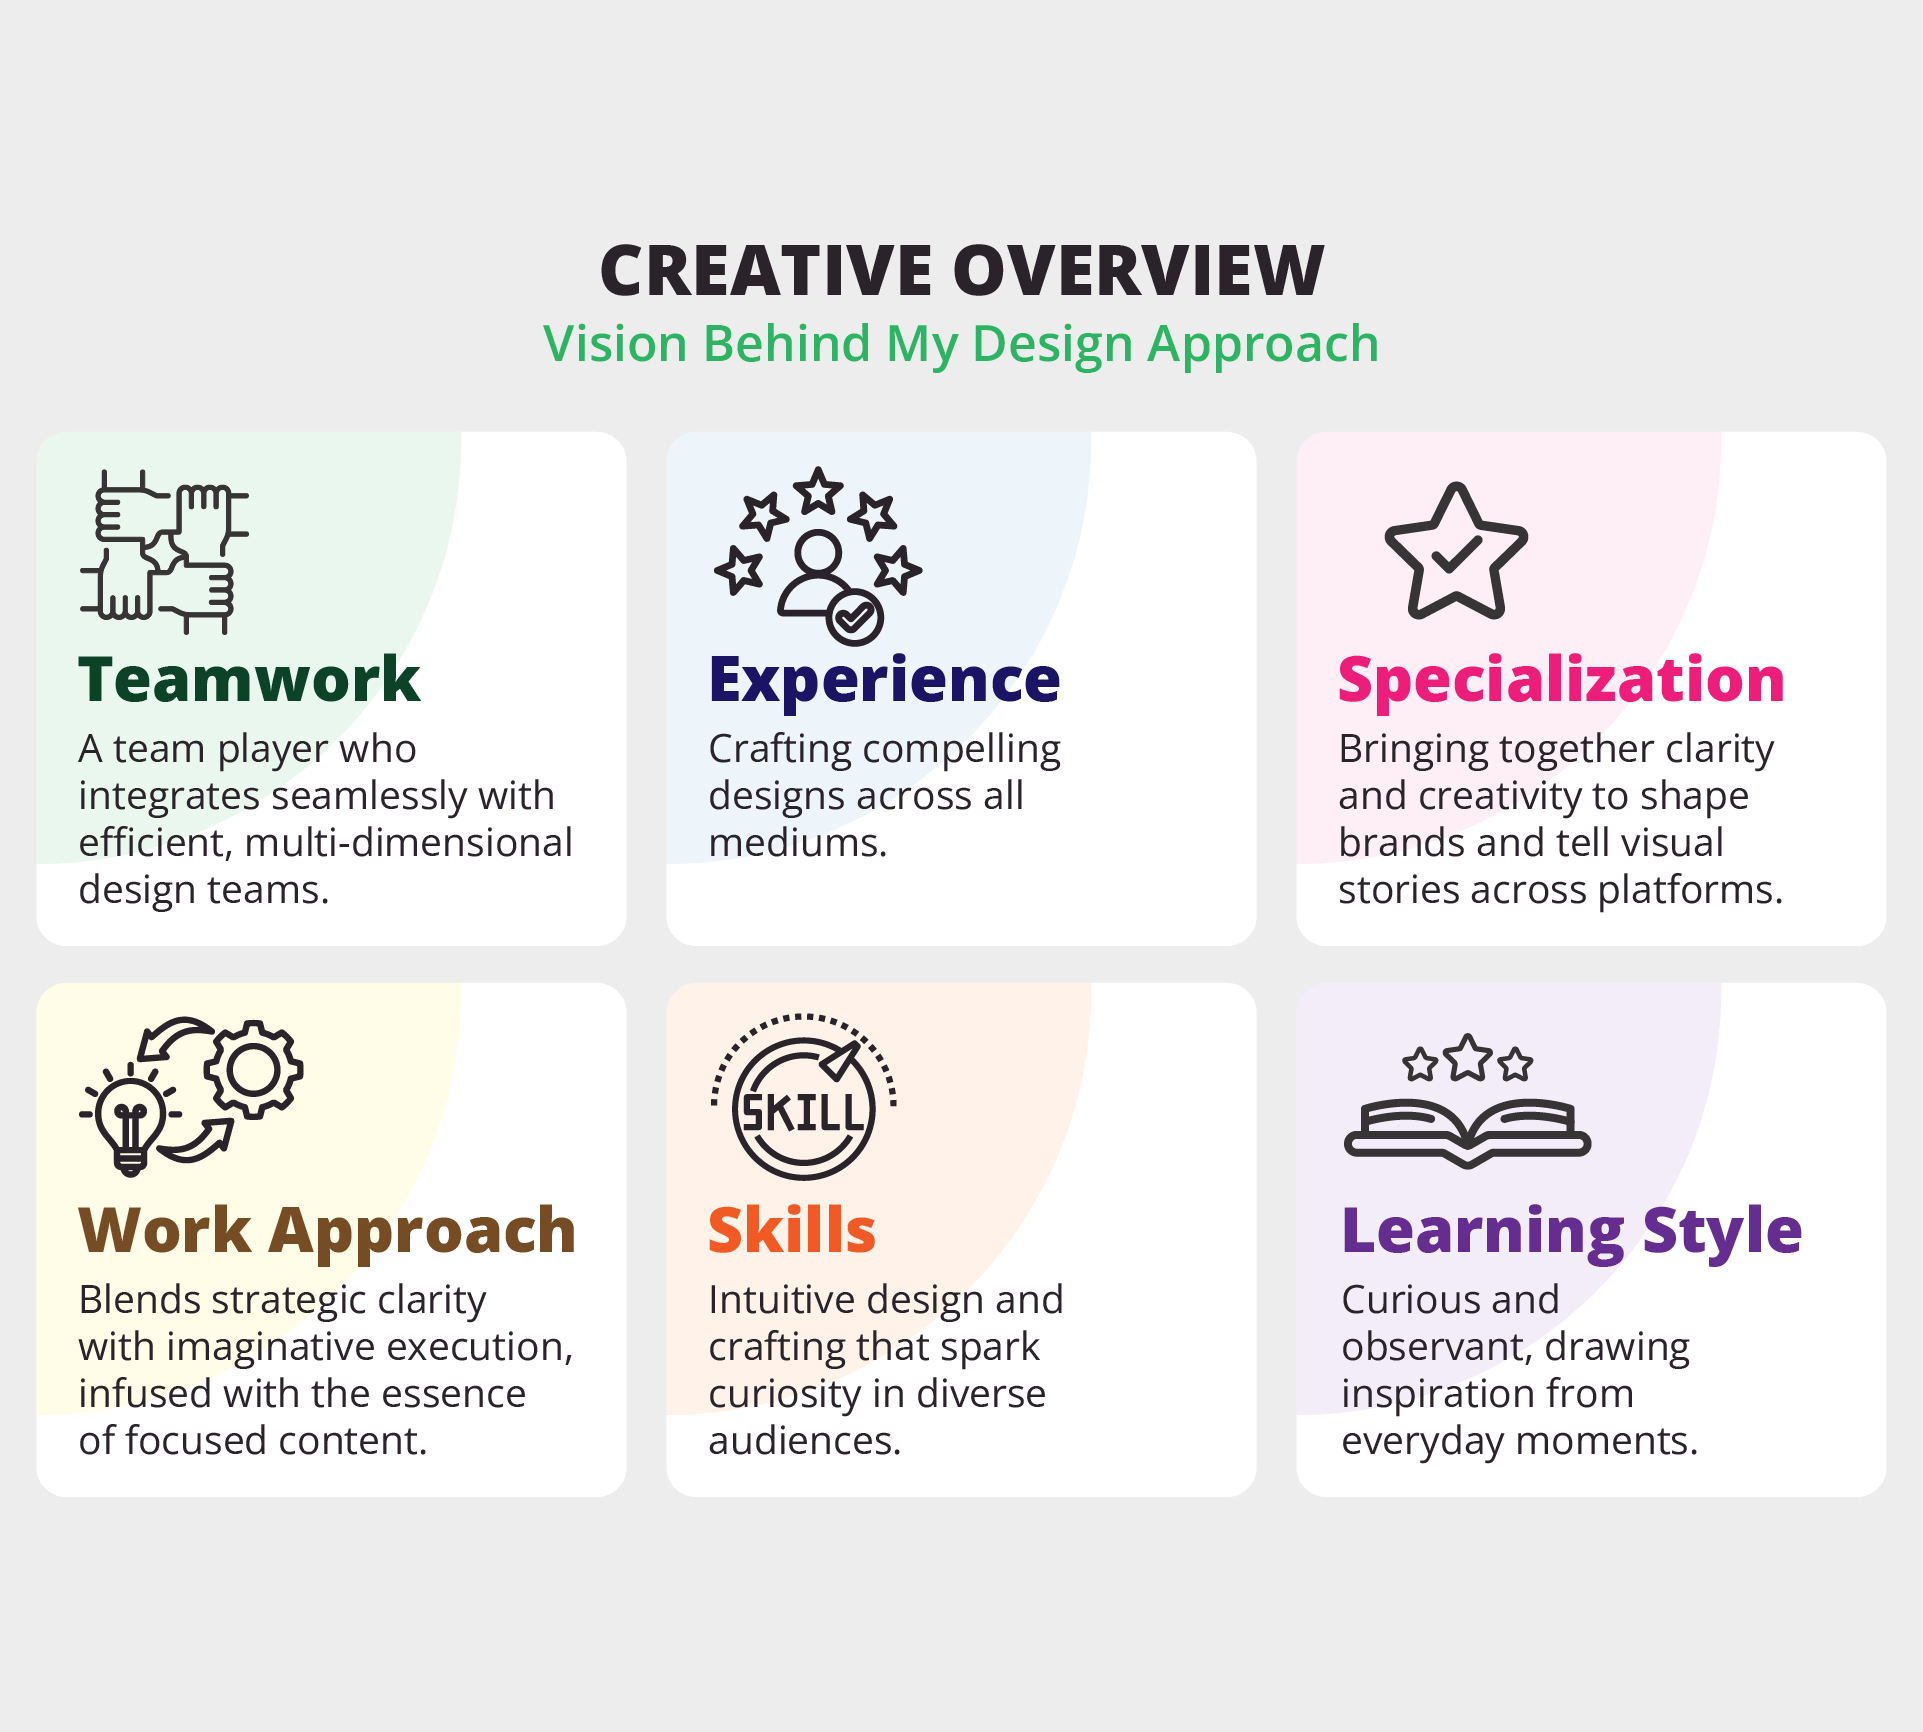 CREATIVE OVERVIEW
Vision Behind My Design Approach
Teamwork
A team player who
integrates seamlessly with
efficient, multi-dimensional
design teams.
Experience
Crafting compelling
designs across all
mediums.
Specialization
Bringing together clarity
and creativity to shape
brands and tell visual
stories across platforms.
Work Approach
Blends strategic clarity
with imaginative execution,
infused with the essence
of focused content.
SKILL
Skills
Intuitive design and
crafting that spark
curiosity in diverse
audiences.
Learning Style
Curious and
observant, drawing
inspiration from
everyday moments.